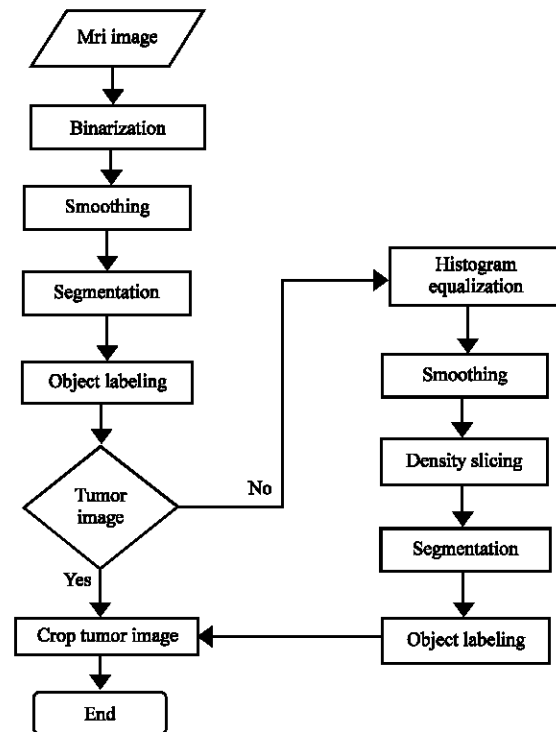 Mri image
Binarization
Smoothing
Segmentation
Object labeling
Tumor
image
No
Yes
Crop tumor image
End
Histogram
equalization
Smoothing
Density slicing
Segmentation
Object labeling